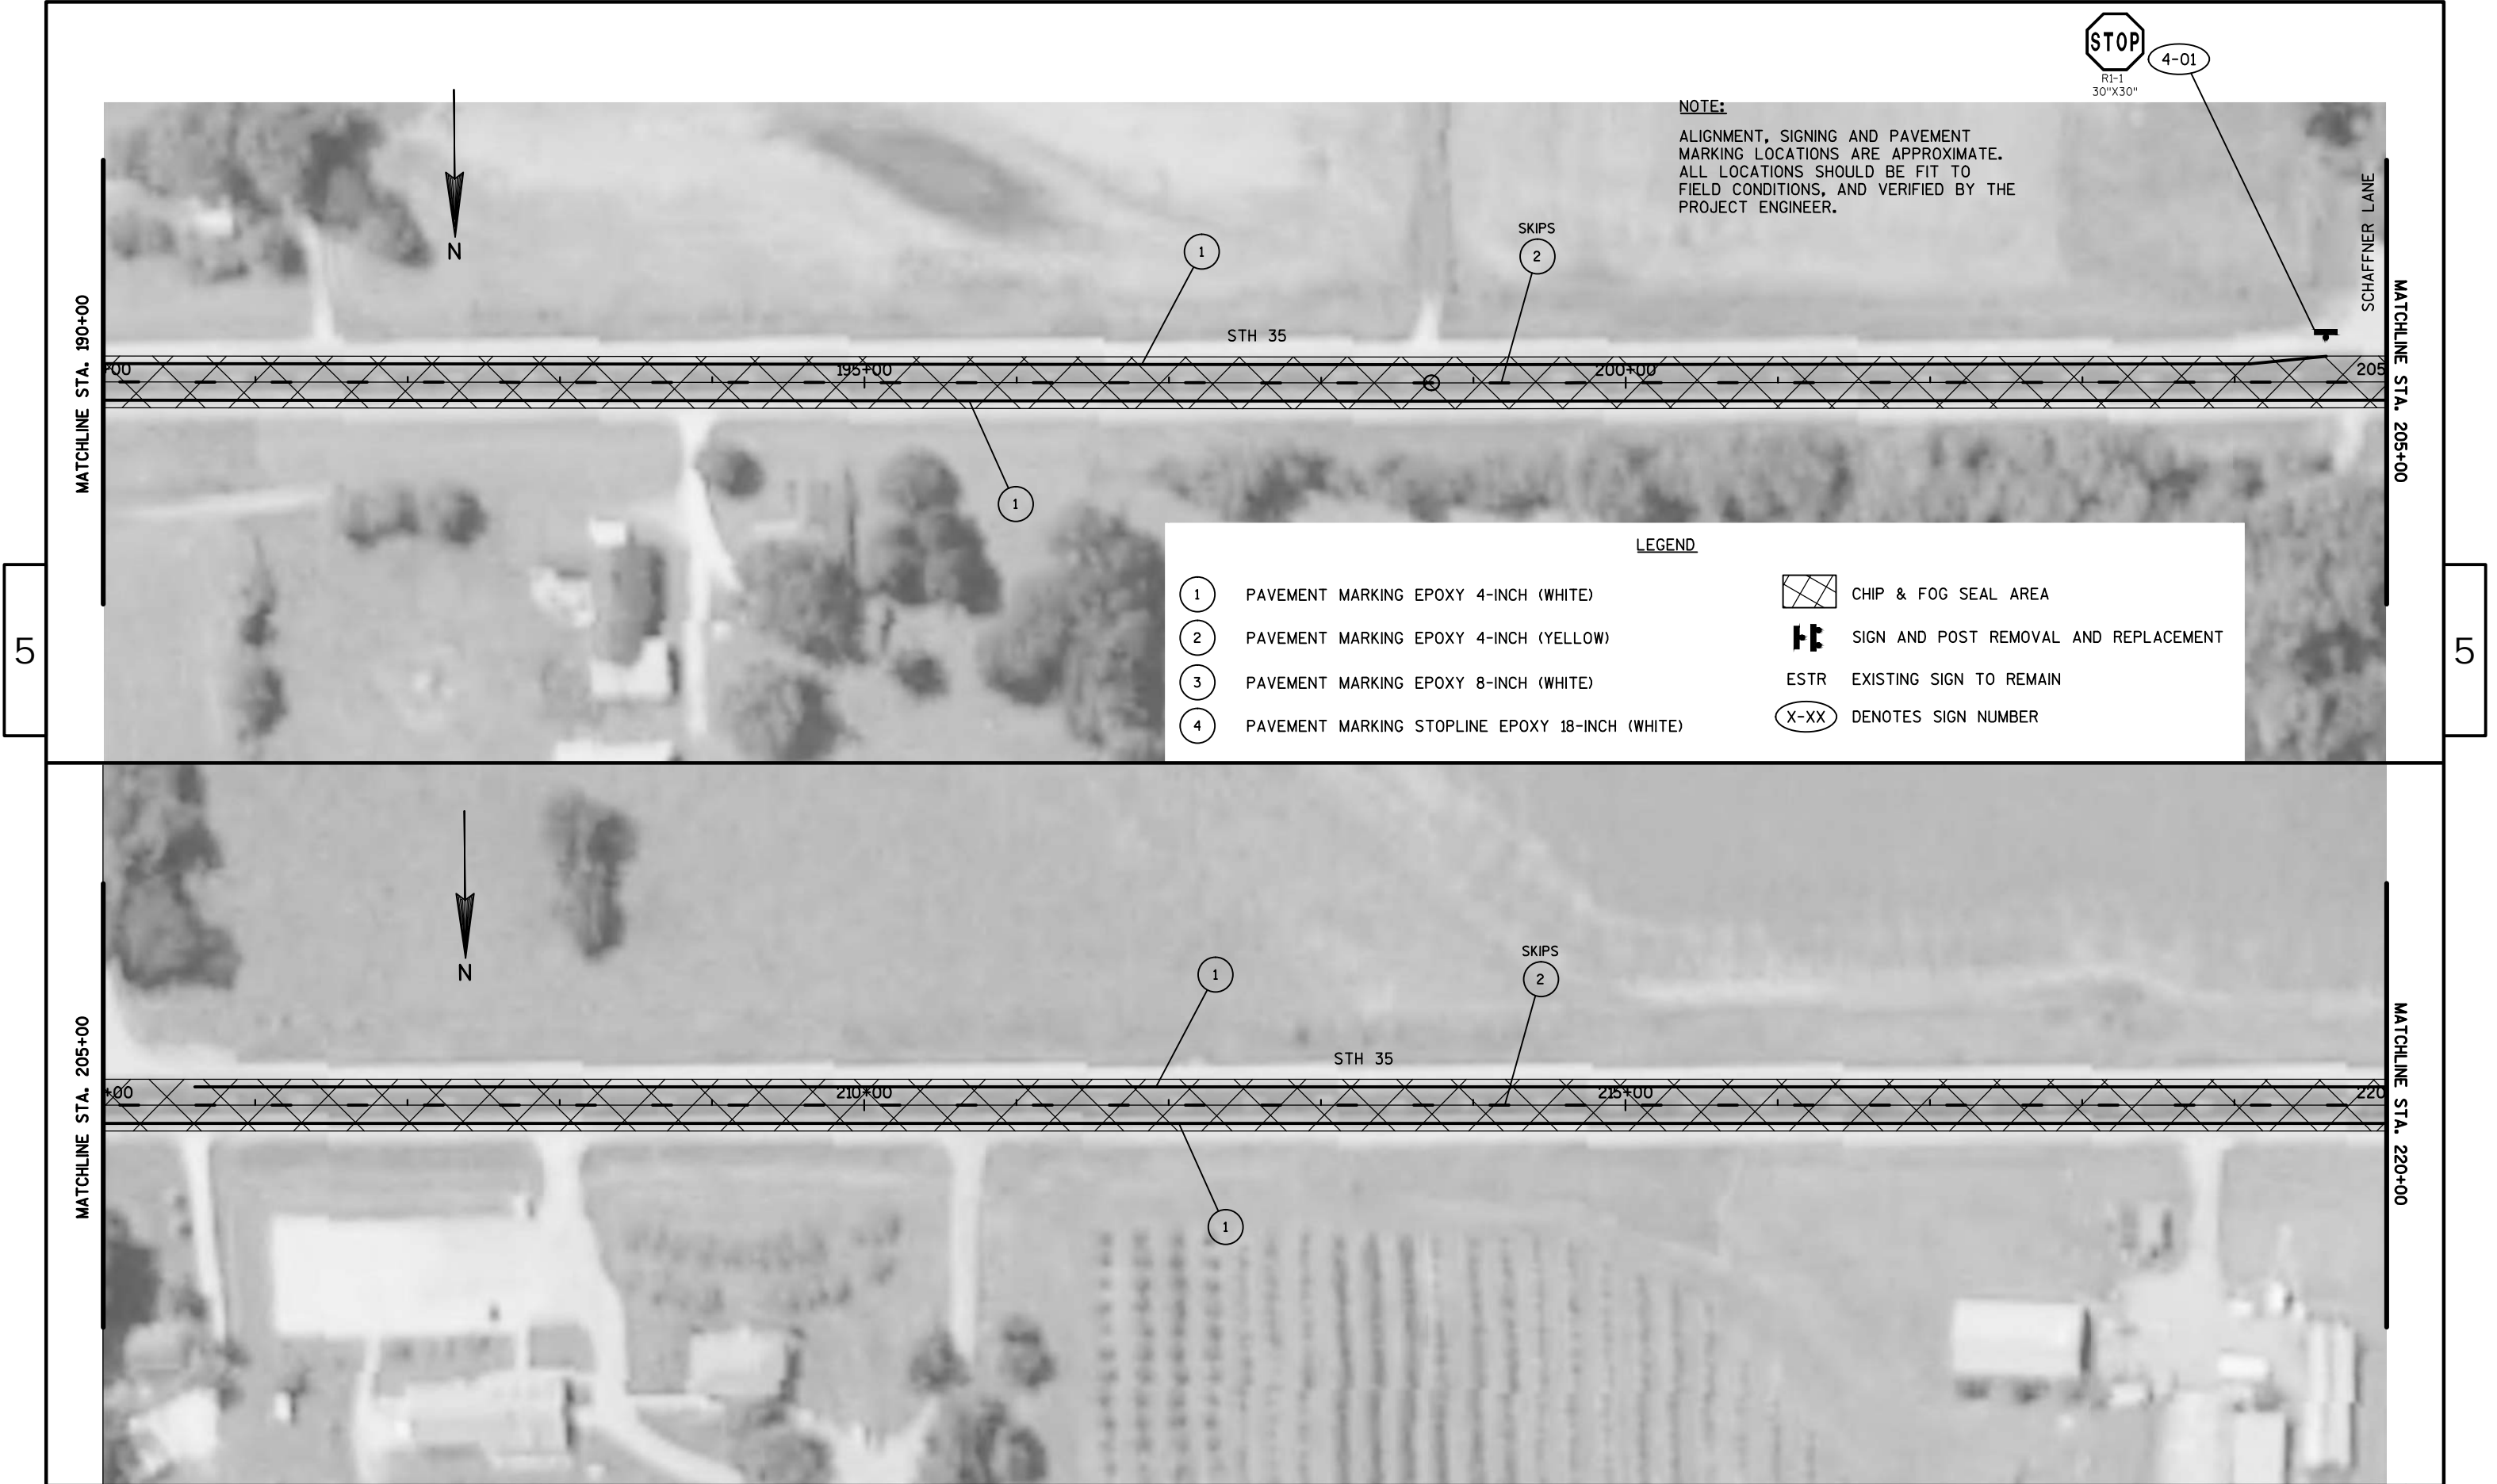 STOP
4-01
R1-1
30"X30"
NOTE:
ALIGNMENT, SIGNING AND PAVEMENT
MARKING LOCATIONS ARE APPROXIMATE.
ALL LOCATIONS SHOULD BE FIT TO
FIELD CONDITIONS, AND VERIFIED BY THE
PROJECT ENGINEER.
N
SCHAFFNER LANE
1
SKIPS
2
STH 35
MATCHLINE STA. 190+00
+00
195+00
200+00
205
MATCHLINE STA. 205+00
1
LEGEND
1 PAVEMENT MARKING EPOXY 4-INCH (WHITE)
2 PAVEMENT MARKING EPOXY 4-INCH (YELLOW)
3 PAVEMENT MARKING EPOXY 8-INCH (WHITE)
4 PAVEMENT MARKING STOPLINE EPOXY 18-INCH (WHITE)
CHIP & FOG SEAL AREA
SIGN AND POST REMOVAL AND REPLACEMENT
ESTR EXISTING SIGN TO REMAIN
X-XX DENOTES SIGN NUMBER
5
5
N
1
SKIPS
2
STH 35
MATCHLINE STA. 205+00
+00
210+00
215+00
220
MATCHLINE STA. 220+00
1